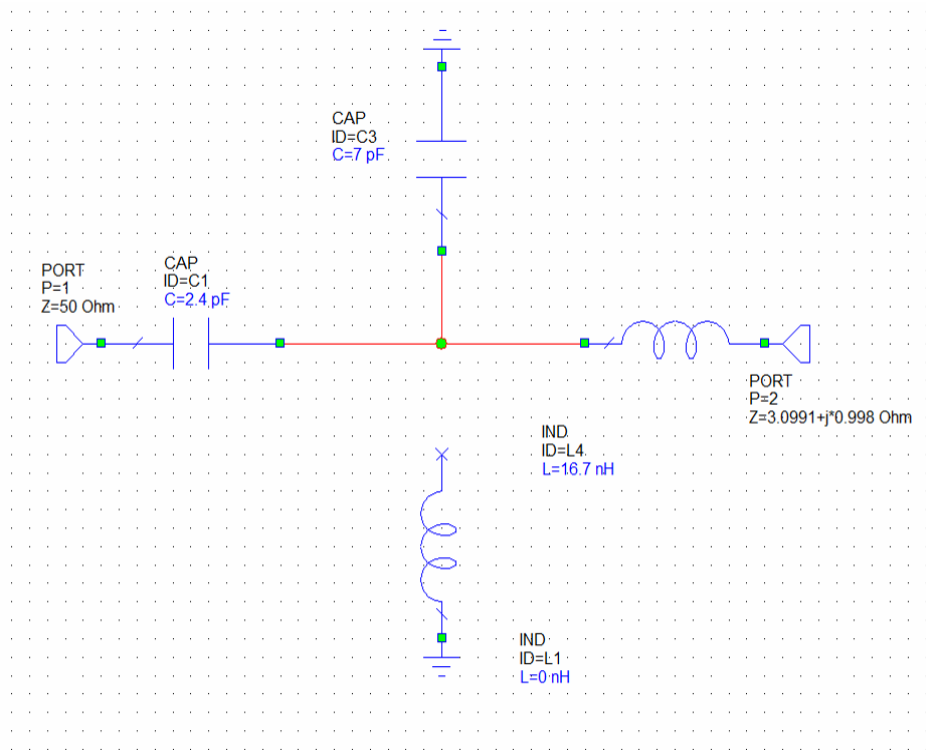 CAP
ID=C3
C=7 pF
PORT
P=1
Z=50 Ohm
CAP
ID=C1
C=2.4 pF
PORT
P=2
Z=3.0991+j*0.998 Ohm
IND
ID=L4
L=16.7 nH
IND
ID=L1
L=0 nH